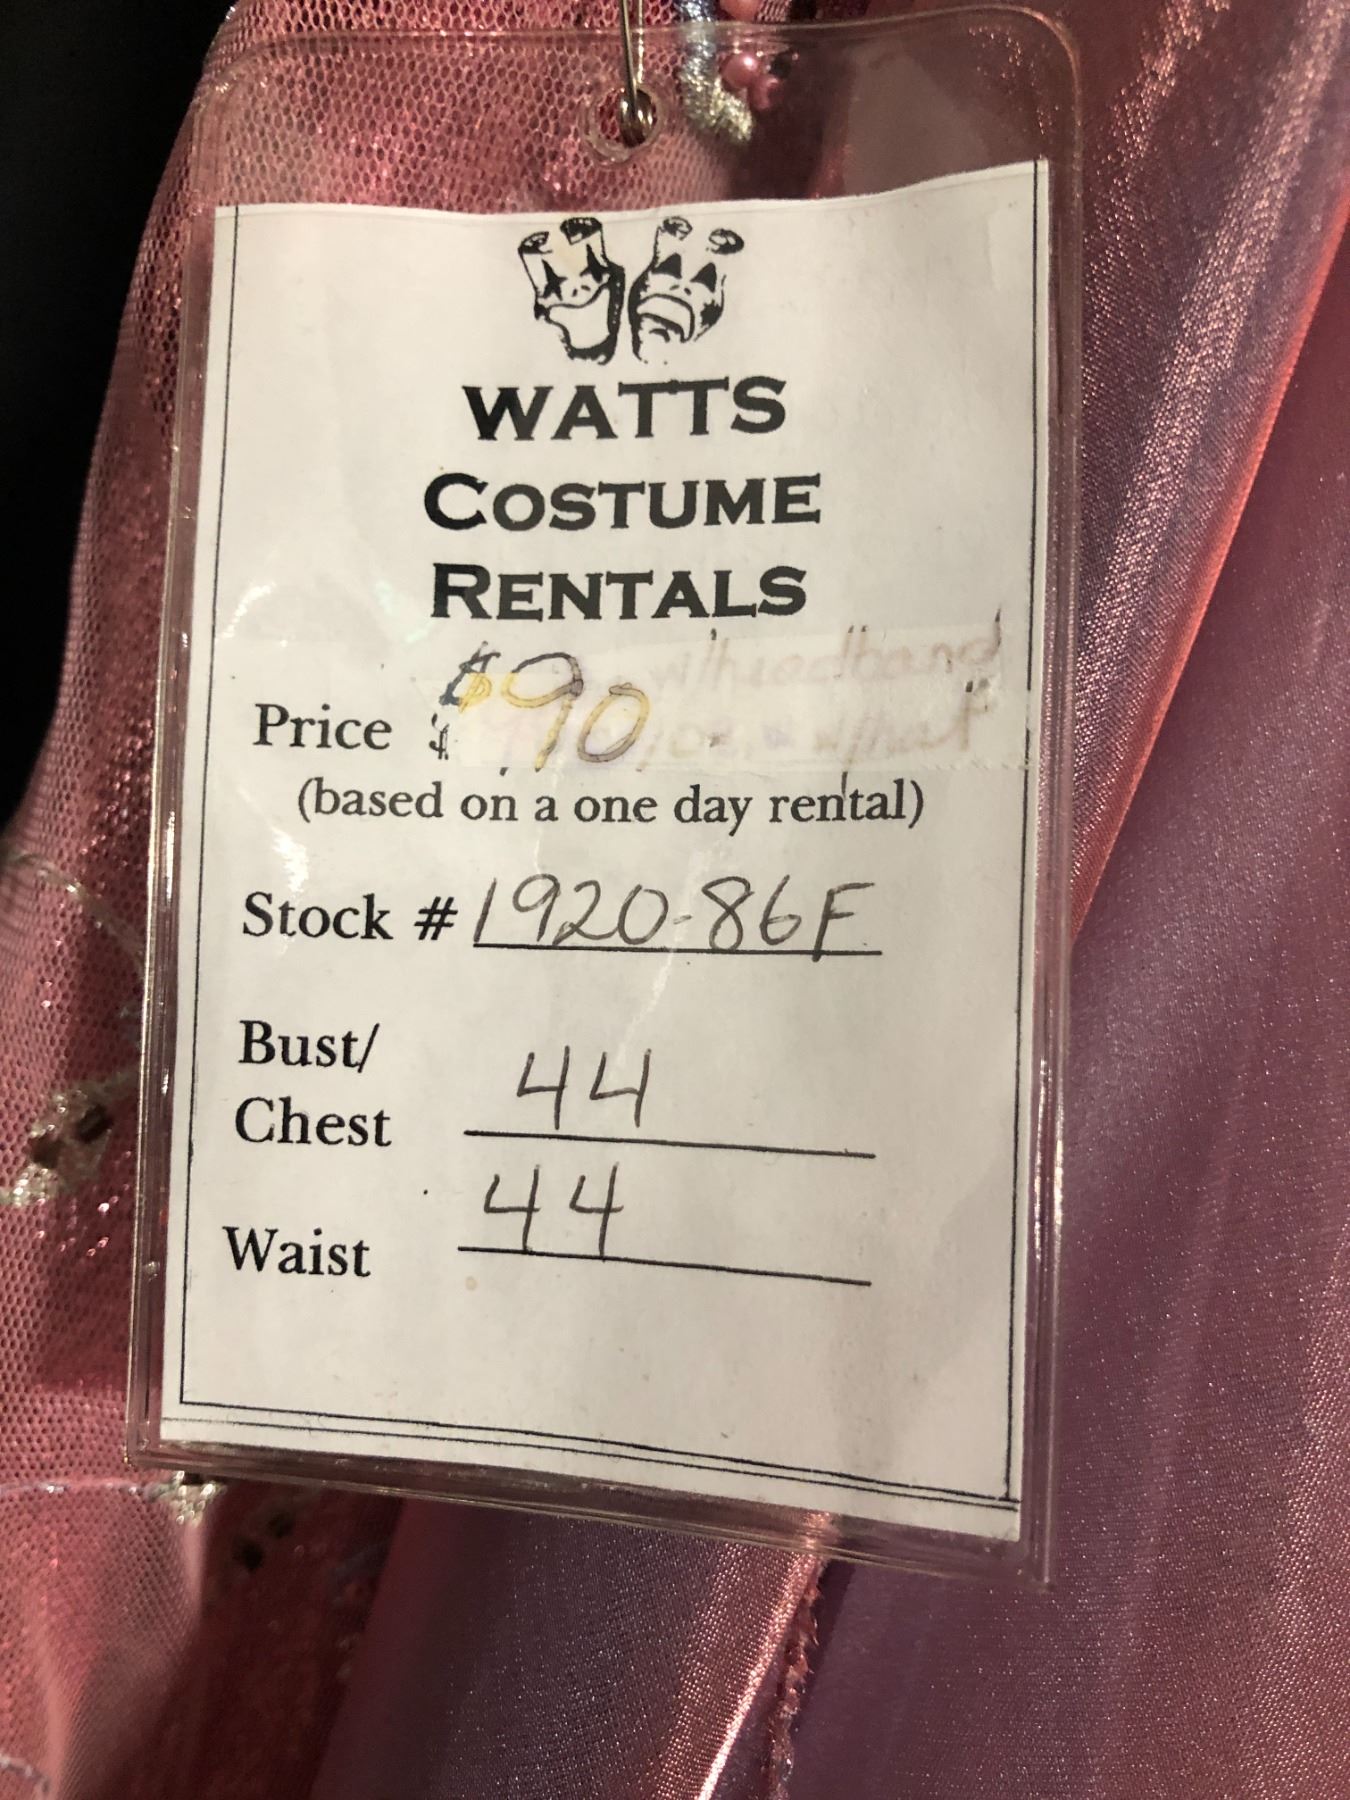 WATTS
COSTUME
RENTALS
w/headband
Price $ $90 w/hat
(based on a one day rental)
Stock # 1920-86F
Bust/
Chest 44
Waist 44